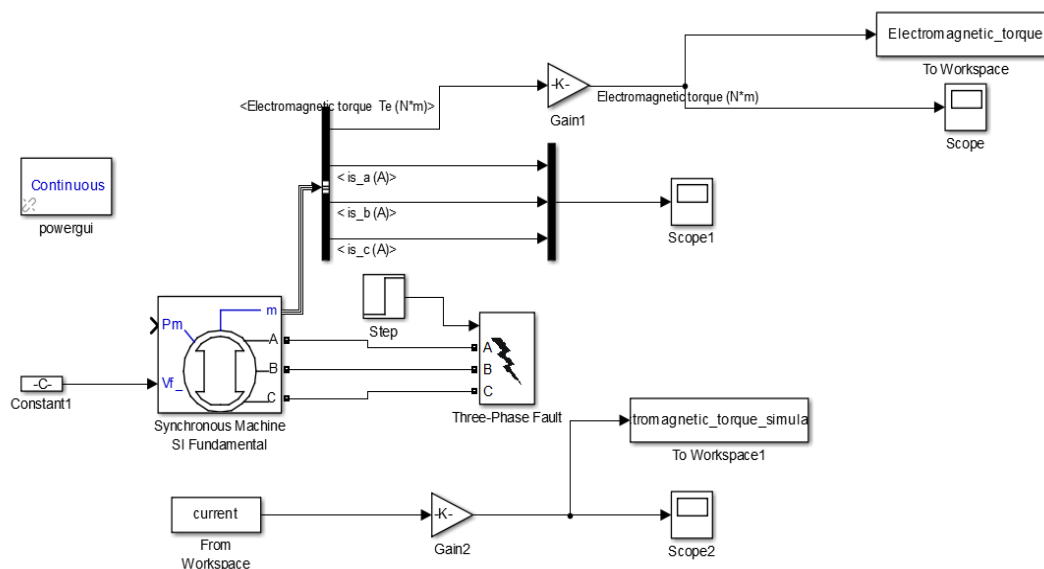 Electromagnetic_torque
To Workspace
<Electromagnetic torque Te (N*m)>
-K-
Gain1
Electromagnetic torque (N*m)
Scope
Continuous
powergui
< is_a (A)>
< is_b (A)>
< is_c (A)>
Scope1
Step
Pm
m
A
B
C
Vf_
-C-
Constant1
Synchronous Machine
SI Fundamental
A
B
C
Three-Phase Fault
tromagnetic_torque_simula
To Workspace1
current
From
Workspace
-K-
Gain2
Scope2